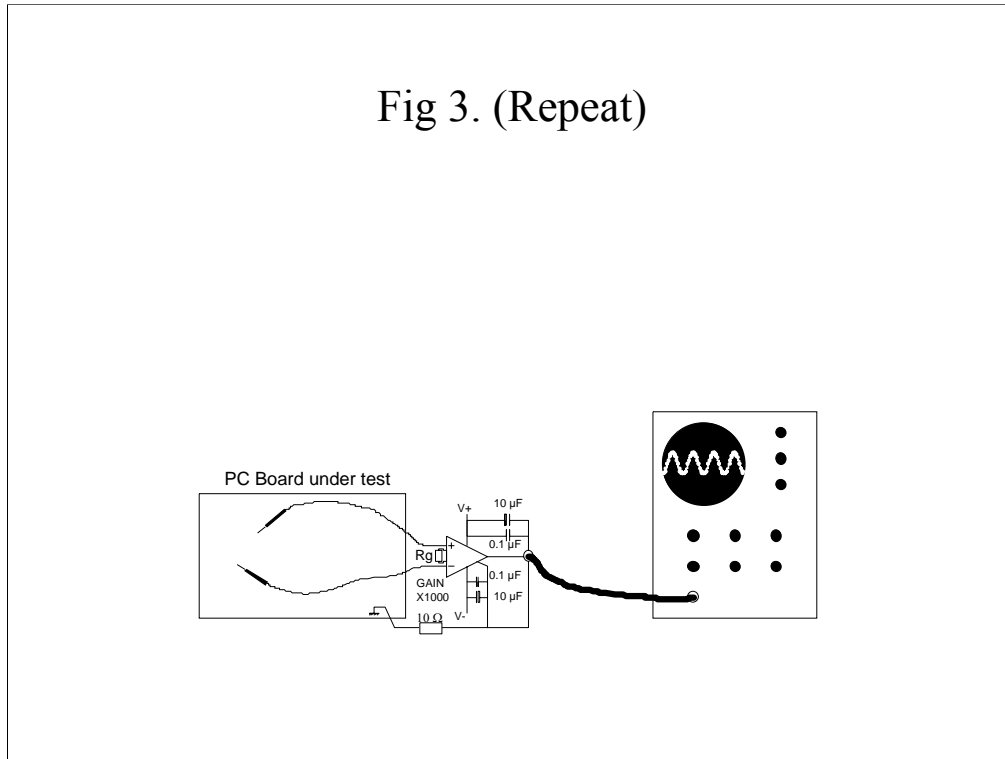 Fig 3. (Repeat)
PC Board under test
V+
10 µF
0.1 µF
+
Rg
−
GAIN
X1000
0.1 µF
10 µF
V-
10 Ω